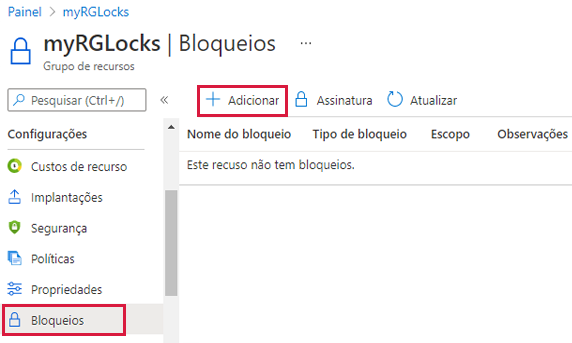 Painel > myRGLocks
myRGLocks | Bloqueios ...
Grupo de recursos
Pesquisar (Ctrl+/) «
+ Adicionar Assinatura Atualizar
Configurações
Nome do bloqueio Tipo de bloqueio Escopo Observações
Este recuso não tem bloqueios.
Custos de recurso
Implantações
Segurança
Políticas
Propriedades
Bloqueios